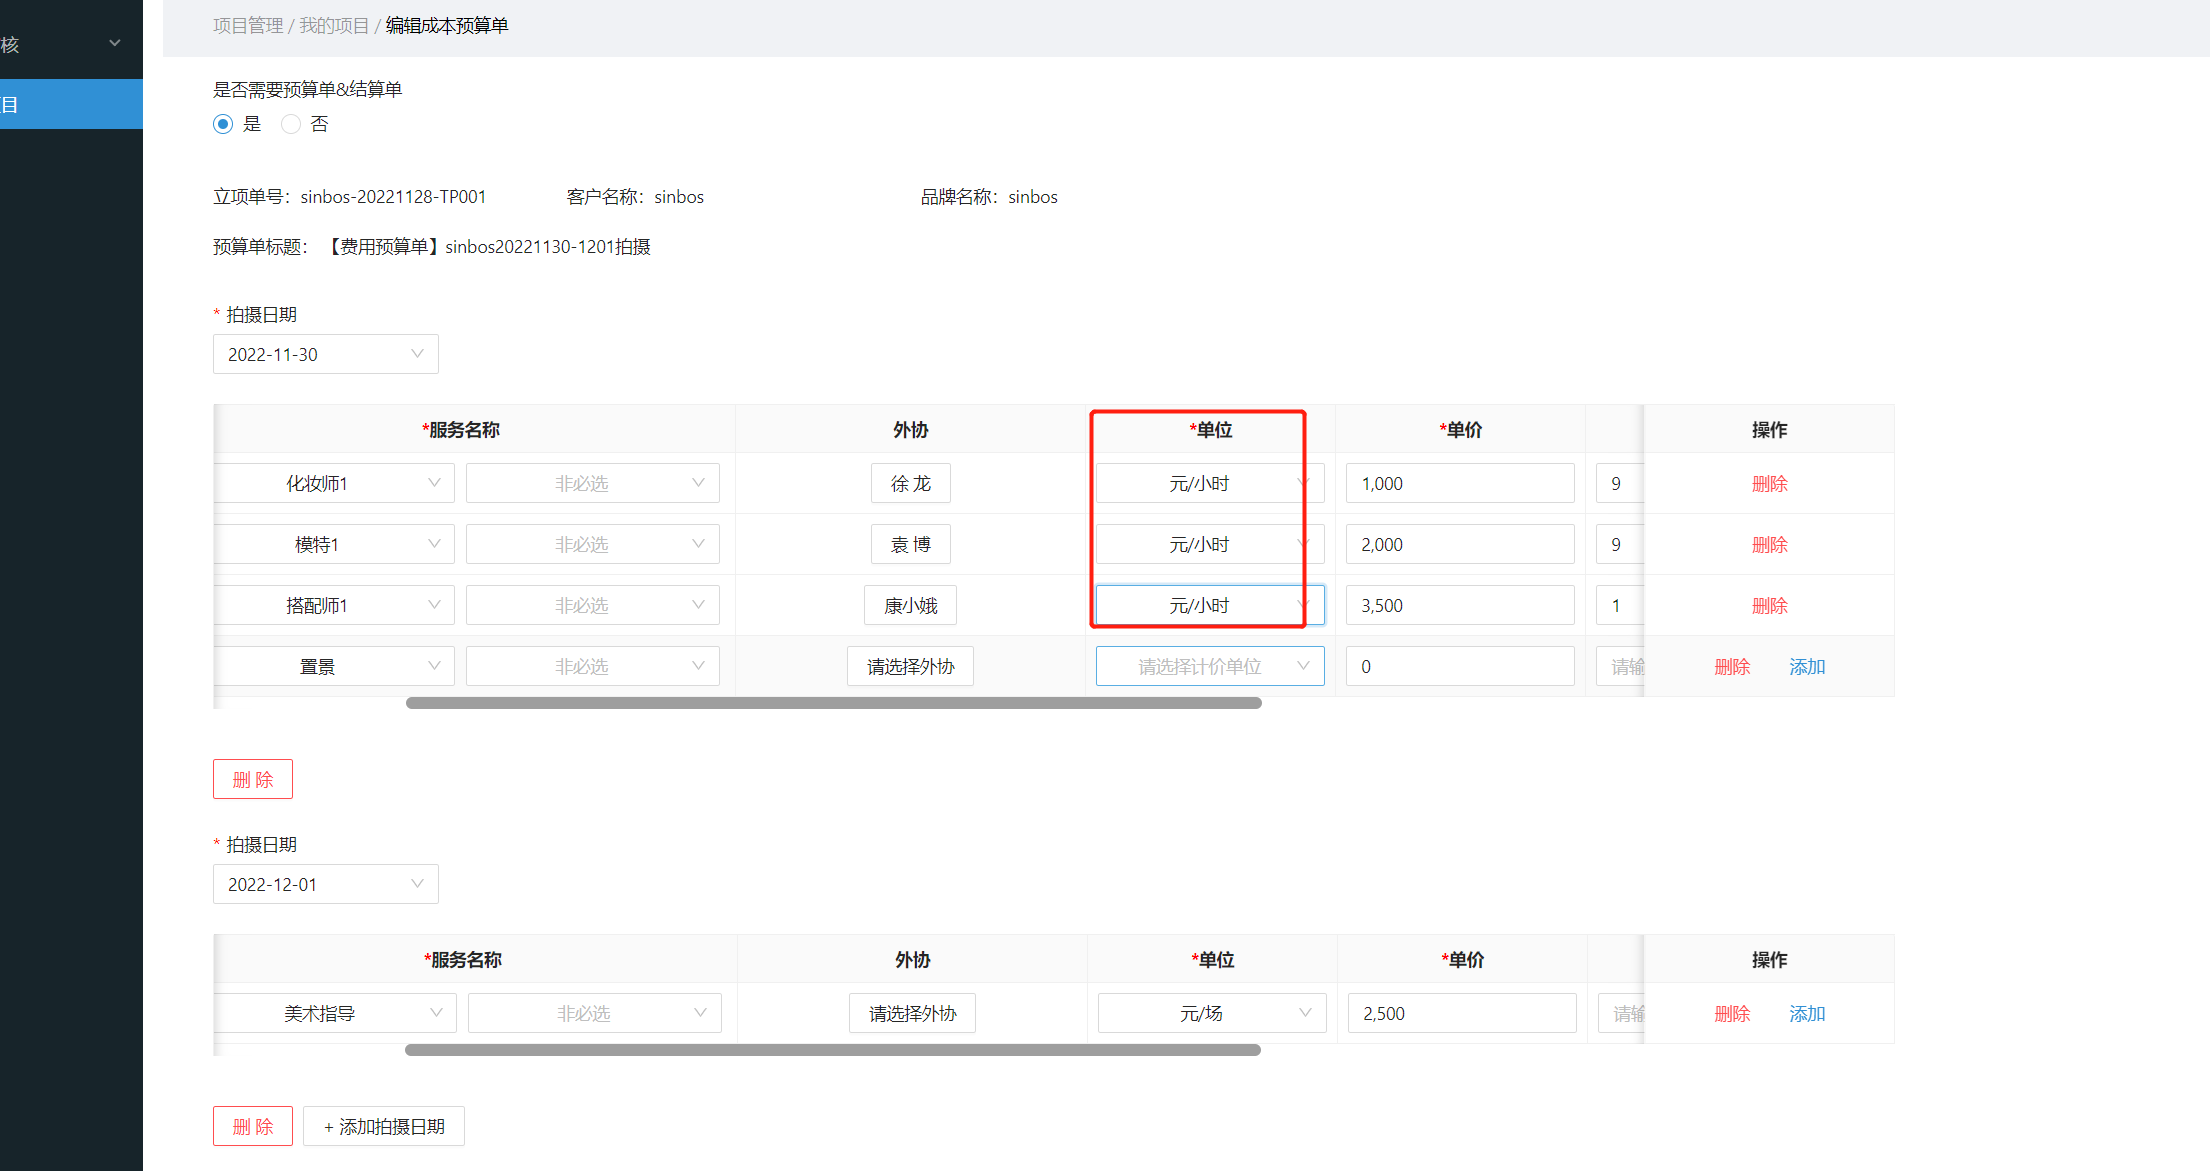 核
目
项目管理 / 我的项目 / 编辑成本预算单
是否需要预算单&结算单
是 否
立项单号：sinbos-20221128-TP001 客户名称：sinbos 品牌名称：sinbos
预算单标题： 【费用预算单】sinbos20221130-1201拍摄
* 拍摄日期
2022-11-30
*服务名称 外协 *单位 *单价 操作
化妆师1 非必选 徐 龙 元/小时 1,000 9 删除
模特1 非必选 袁 博 元/小时 2,000 9 删除
搭配师1 非必选 康小娥 元/小时 3,500 1 删除
置景 非必选 请选择外协 请选择计价单位 0 请输 删除 添加
删 除
* 拍摄日期
2022-12-01
*服务名称 外协 *单位 *单价 操作
美术指导 非必选 请选择外协 元/场 2,500 请输 删除 添加
删 除 + 添加拍摄日期